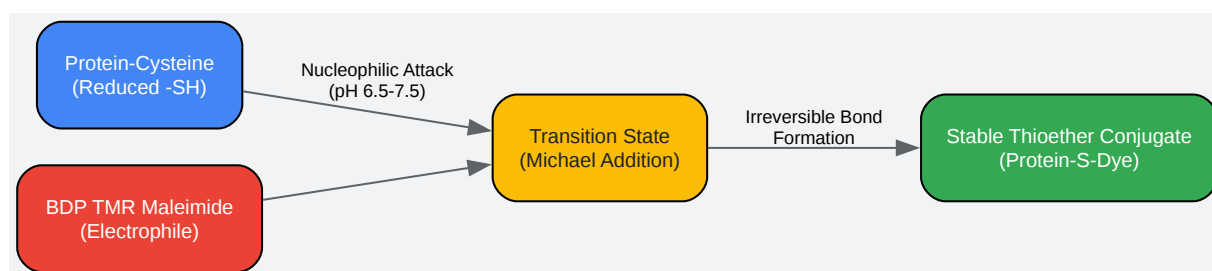 Protein-Cysteine
(Reduced -SH)
Nucleophilic Attack
(pH 6.5-7.5)
BDP TMR Maleimide
(Electrophile)
Transition State
(Michael Addition)
Irreversible Bond
Formation
Stable Thioether Conjugate
(Protein-S-Dye)